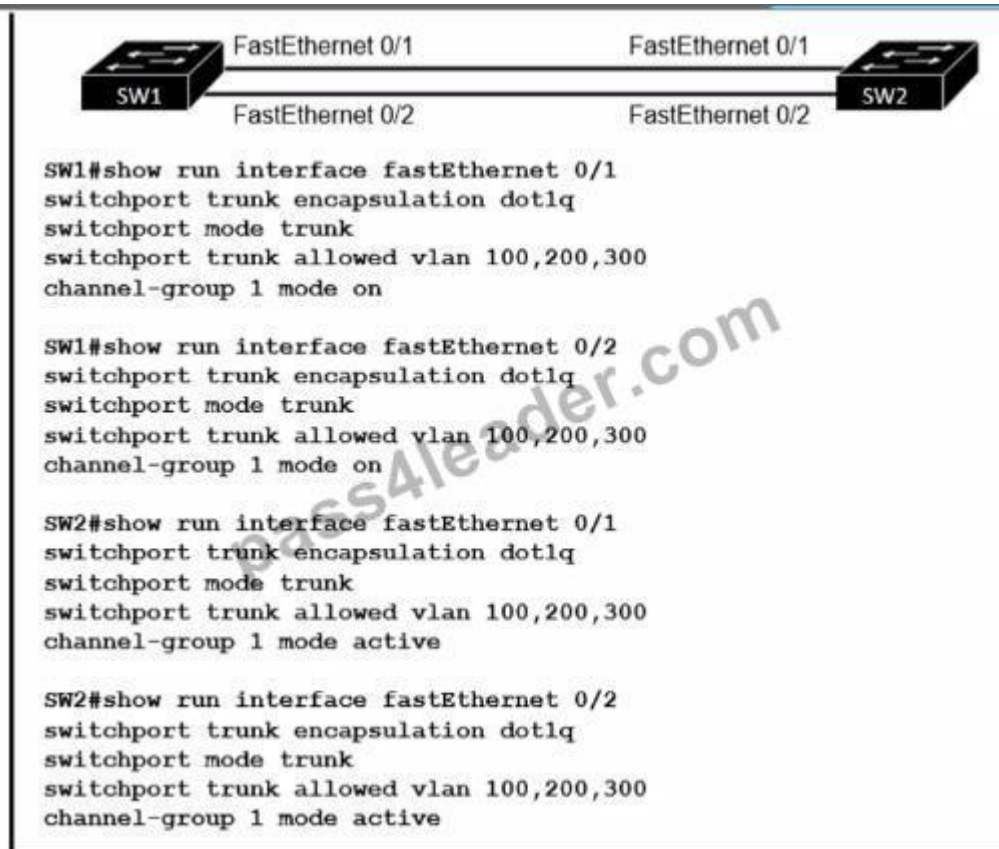 FastEthernet 0/1 FastEthernet 0/1
SW1 SW2
FastEthernet 0/2 FastEthernet 0/2
SW1#show run interface fastEthernet 0/1
switchport trunk encapsulation dot1q
switchport mode trunk
switchport trunk allowed vlan 100,200,300
channel-group 1 mode on
SW1#show run interface fastEthernet 0/2
switchport trunk encapsulation dot1q
switchport mode trunk
switchport trunk allowed vlan 100,200,300
channel-group 1 mode on
SW2#show run interface fastEthernet 0/1
switchport trunk encapsulation dot1q
switchport mode trunk
switchport trunk allowed vlan 100,200,300
channel-group 1 mode active
SW2#show run interface fastEthernet 0/2
switchport trunk encapsulation dot1q
switchport mode trunk
switchport trunk allowed vlan 100,200,300
channel-group 1 mode active
pass4leader.com